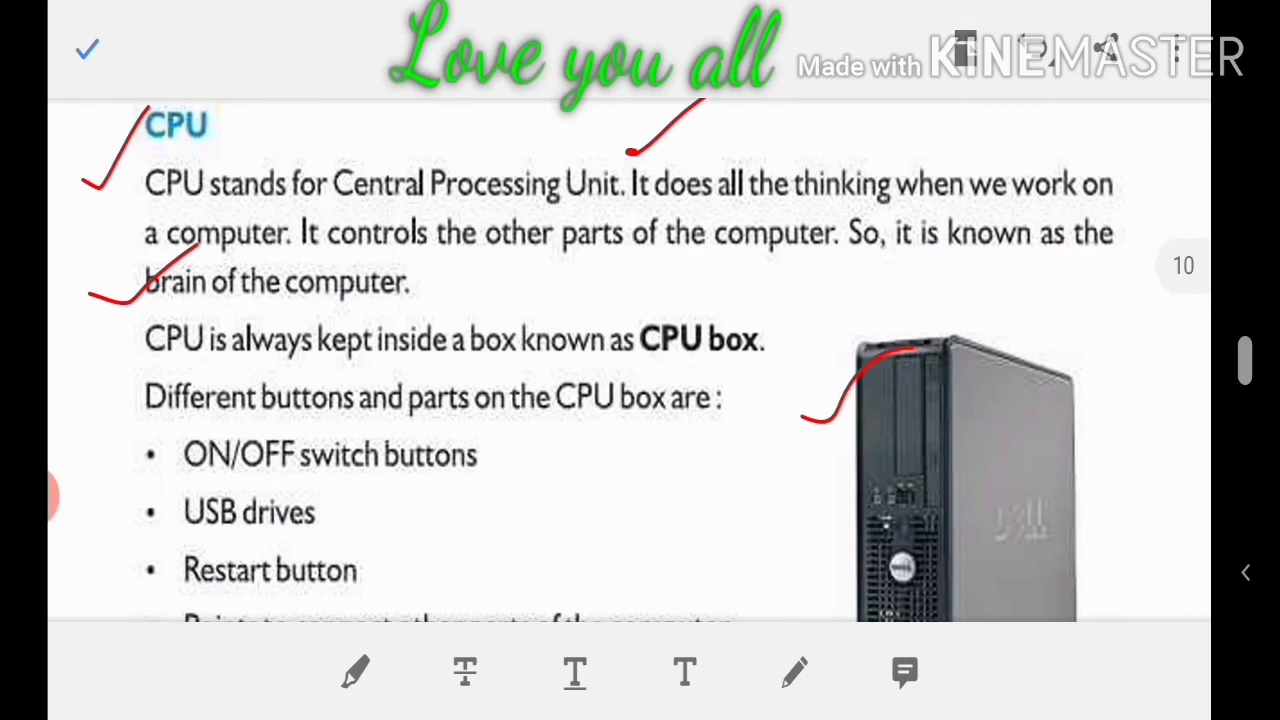 Love you all
Made with KINEMASTER
CPU
CPU stands for Central Processing Unit. It does all the thinking when we work on
a computer. It controls the other parts of the computer. So, it is known as the
brain of the computer.
10
CPU is always kept inside a box known as CPU box.
Different buttons and parts on the CPU box are :
• ON/OFF switch buttons
• USB drives
• Restart button
DELL